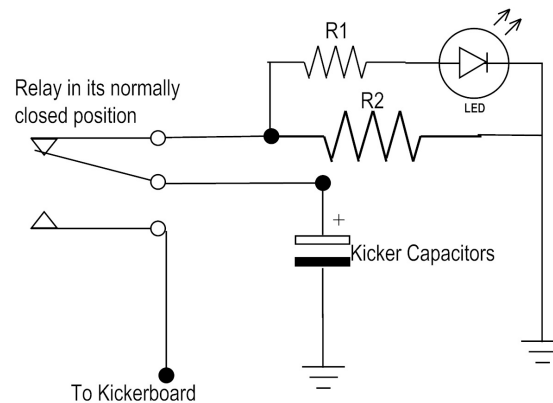 R1
LED
Relay in its normally
closed position
R2
+
Kicker Capacitors
To Kickerboard